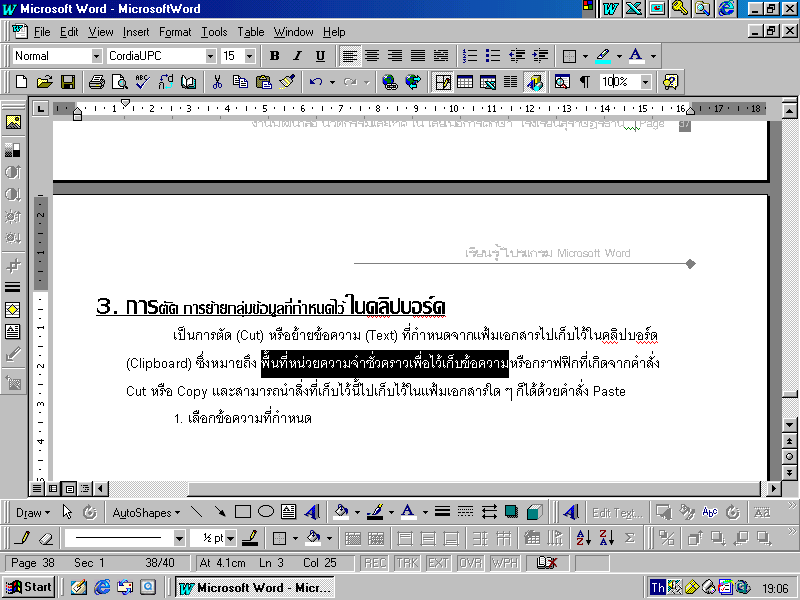 Microsoft Word - MicrosoftWord
File Edit View Insert Format Tools Table Window Help
Normal CordiaUPC 15 B I U
100%
Page 37
เรียนรู้ โปรแกรม Microsoft Word
3. การตัด การย้ายกลุ่มข้อมูลที่กำหนดไว้ ในคลิปบอร์ด
เป็นการตัด (Cut) หรือย้ายข้อความ (Text) ที่กำหนดจากแฟ้มเอกสารไปเก็บไว้ในคลิปบอร์ด
(Clipboard) ซึ่งหมายถึง พื้นที่หน่วยความจำชั่วคราวเพื่อไว้เก็บข้อความหรือกราฟฟิกที่เกิดจากคำสั่ง
Cut หรือ Copy และสามารถนำสิ่งที่เก็บไว้นี้ไปเก็บไว้ในแฟ้มเอกสารใด ๆ ก็ได้ด้วยคำสั่ง Paste
1. เลือกข้อความที่กำหนด
Draw AutoShapes Edit Text... Abc
½ pt
Page 38 Sec 1 38/40 At 4.1cm Ln 3 Col 25 REC TRK EXT OVR WPH
Start Microsoft Word - Micr... Th 19:06